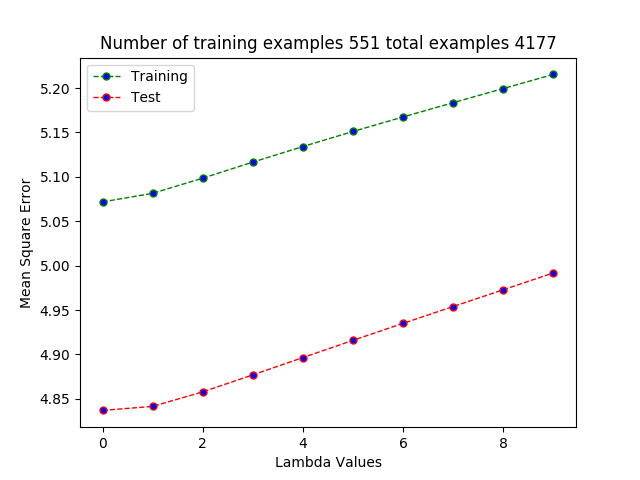 Number of training examples 551 total examples 4177
Training
Test
5.20
5.15
5.10
5.05
5.00
4.95
4.90
4.85
Mean Square Error
0 2 4 6 8
Lambda Values